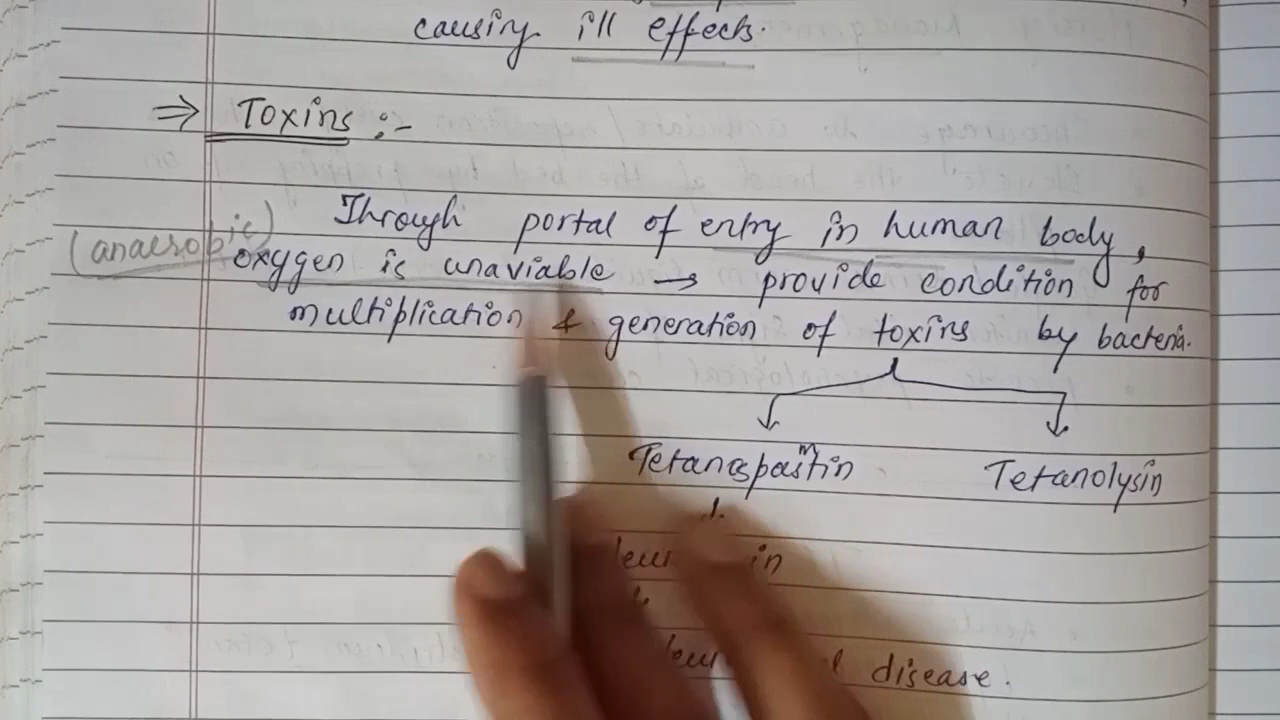 causing ill effects.
⇒ Toxins :-
Through portal of entry in human body,
(anaerobic) oxygen is unaviable → provide condition for
multiplication & generation of toxins by bacteria.
Tetanospasmin Tetanolysin
disease.